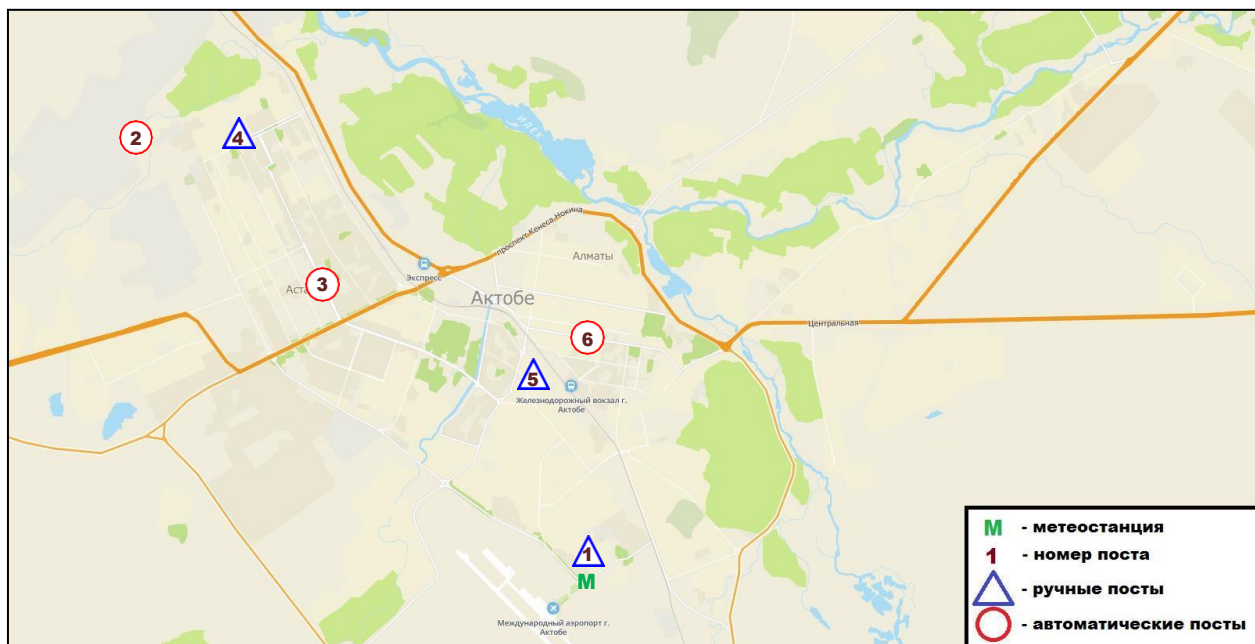 2
4
ИЛЕК
проспект Кенеса Нокина
Алматы
Экспресс
3
Аста
Актобе
Центральная
6
5
Железнодорожный вокзал г.
Актобе
1
М
Международный аэропорт г.
Актобе
М - метеостанция
1 - номер поста
- ручные посты
- автоматические посты